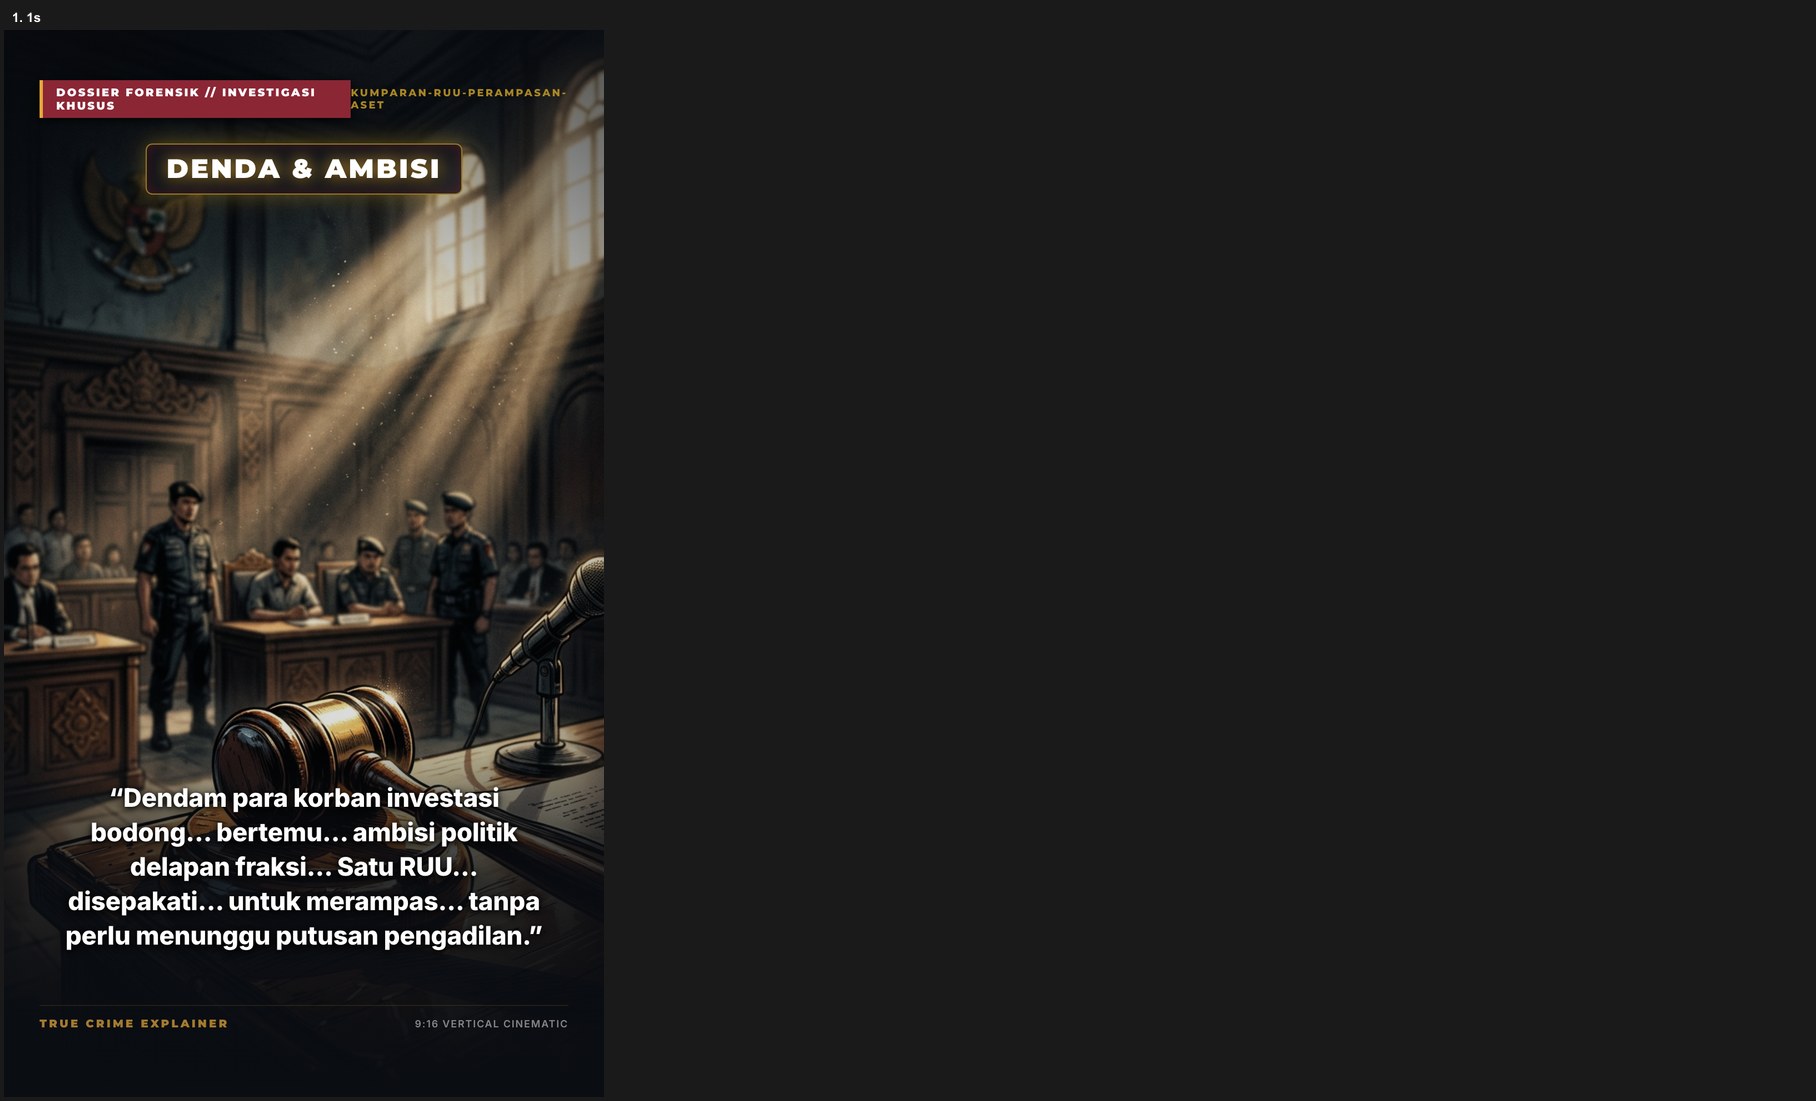 1. 1s
DOSSIER FORENSIK // INVESTIGASI
KHUSUS
KUMPARAN-RUU-PERAMPASAN-
ASET
DENDA & AMBISI
“Dendam para korban investasi
bodong... bertemu... ambisi politik
delapan fraksi... Satu RUU...
disepakati... untuk merampas... tanpa
perlu menunggu putusan pengadilan.”
TRUE CRIME EXPLAINER
9:16 VERTICAL CINEMATIC